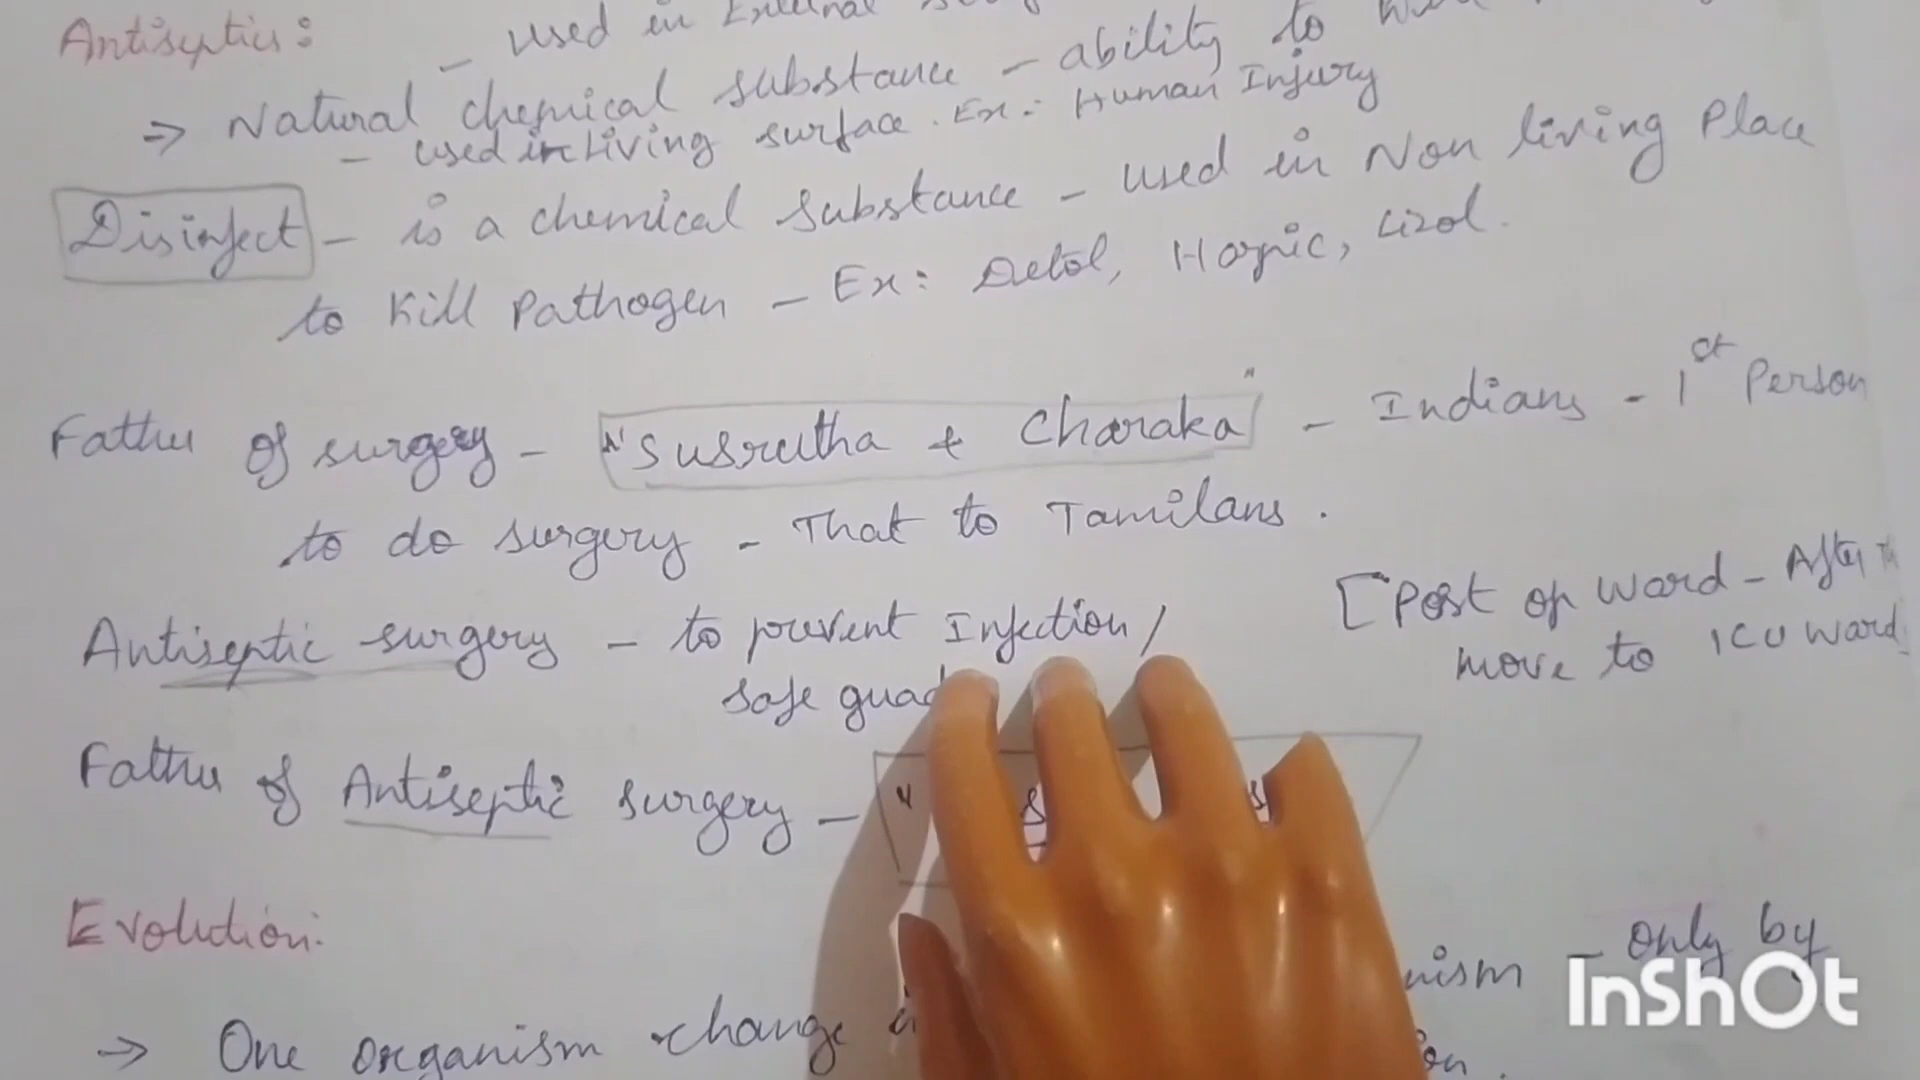 Antiseptics:
- used in External
=> Natural chemical substance - ability to
- used in Living surface. Ex: Human Injury
Disinfect - is a chemical substance - used in Non living Place
to Kill Pathogen - Ex: Detol, Harpic, Lizol.
Father of surgery - "Susrutha & Charaka" - Indians - 1st Person
to do surgery - That to Tamilans.
Antiseptic surgery - to prevent Infection /
safe guad
[Post op ward - After
move to ICU ward
Father of Antiseptic surgery - "
Evolution:
- only by
-> One organism change
InShOt